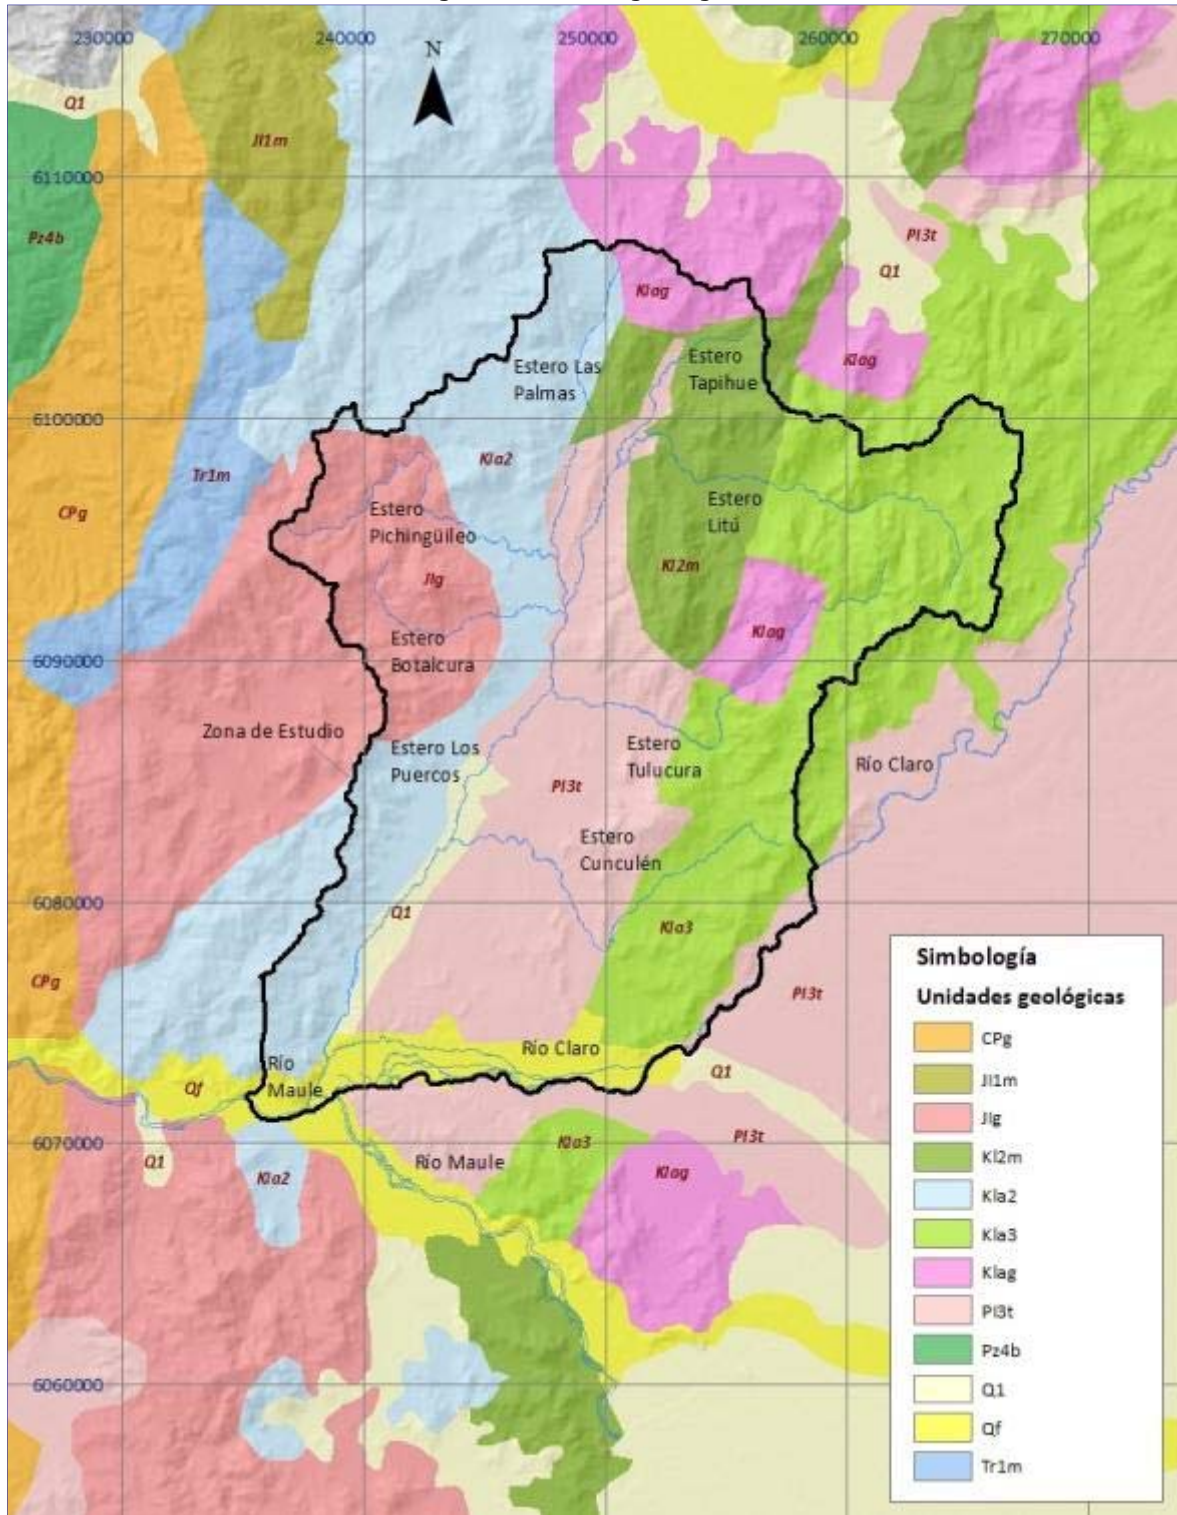 230000
240000
250000
260000
270000
N
Q1
Jl1m
6110000
Pz4b
Pl3t
Q1
Klag
Klag
Estero Las
Palmas
Estero
Tapihue
6100000
Kla2
Tr1m
CPg
Estero
Pichingüileo
Estero
Litú
Jlg
Kl2m
Klag
Estero
Botalcura
6090000
Zona de Estudio
Estero Los
Puercos
Estero
Tulucura
Río Claro
Pl3t
Estero
Cunculén
6080000
Q1
Kla3
CPg
Pl3t
Río Claro
Río
Maule
Qf
Q1
6070000
Q1
Kla2
Río Maule
Kla3
Klag
Pl3t
6060000
Simbología
Unidades geológicas
CPg
Jl1m
Jlg
Kl2m
Kla2
Kla3
Klag
Pl3t
Pz4b
Q1
Qf
Tr1m